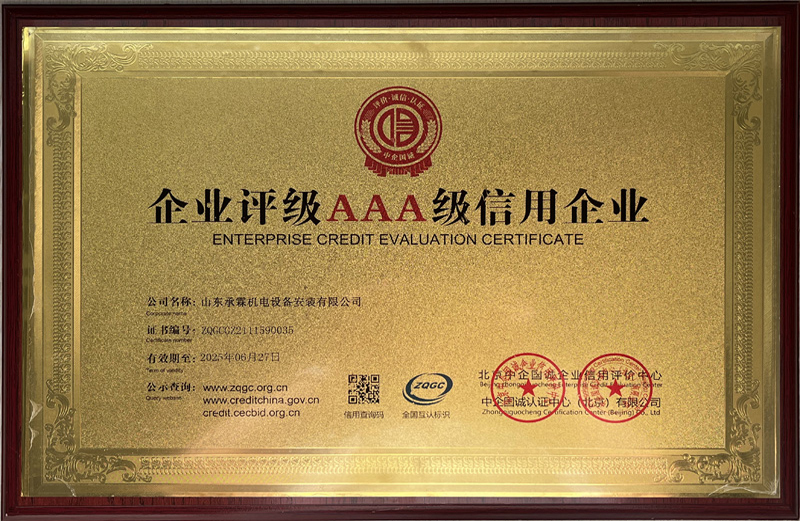 评价·诚信·认证
中企国诚
企业评级AAA级信用企业
ENTERPRISE CREDIT EVALUATION CERTIFICATE
公司名称: 山东承霖机电设备安装有限公司
Corporate name
证书编号: ZQGCGZ2111590035
Certificate number
有效期至: 2025年06月27日
Term of validity
公示查询: www.zqgc.org.cn
Query website
www.creditchina.gov.cn
credit.cecbid.org.cn
信用查询码
ZQGC
全国互认标识
北京中企国诚企业信用评价中心
中企国诚认证中心（北京）有限公司
Zhongqiguocheng Certification Center (Beijing) Co., Ltd